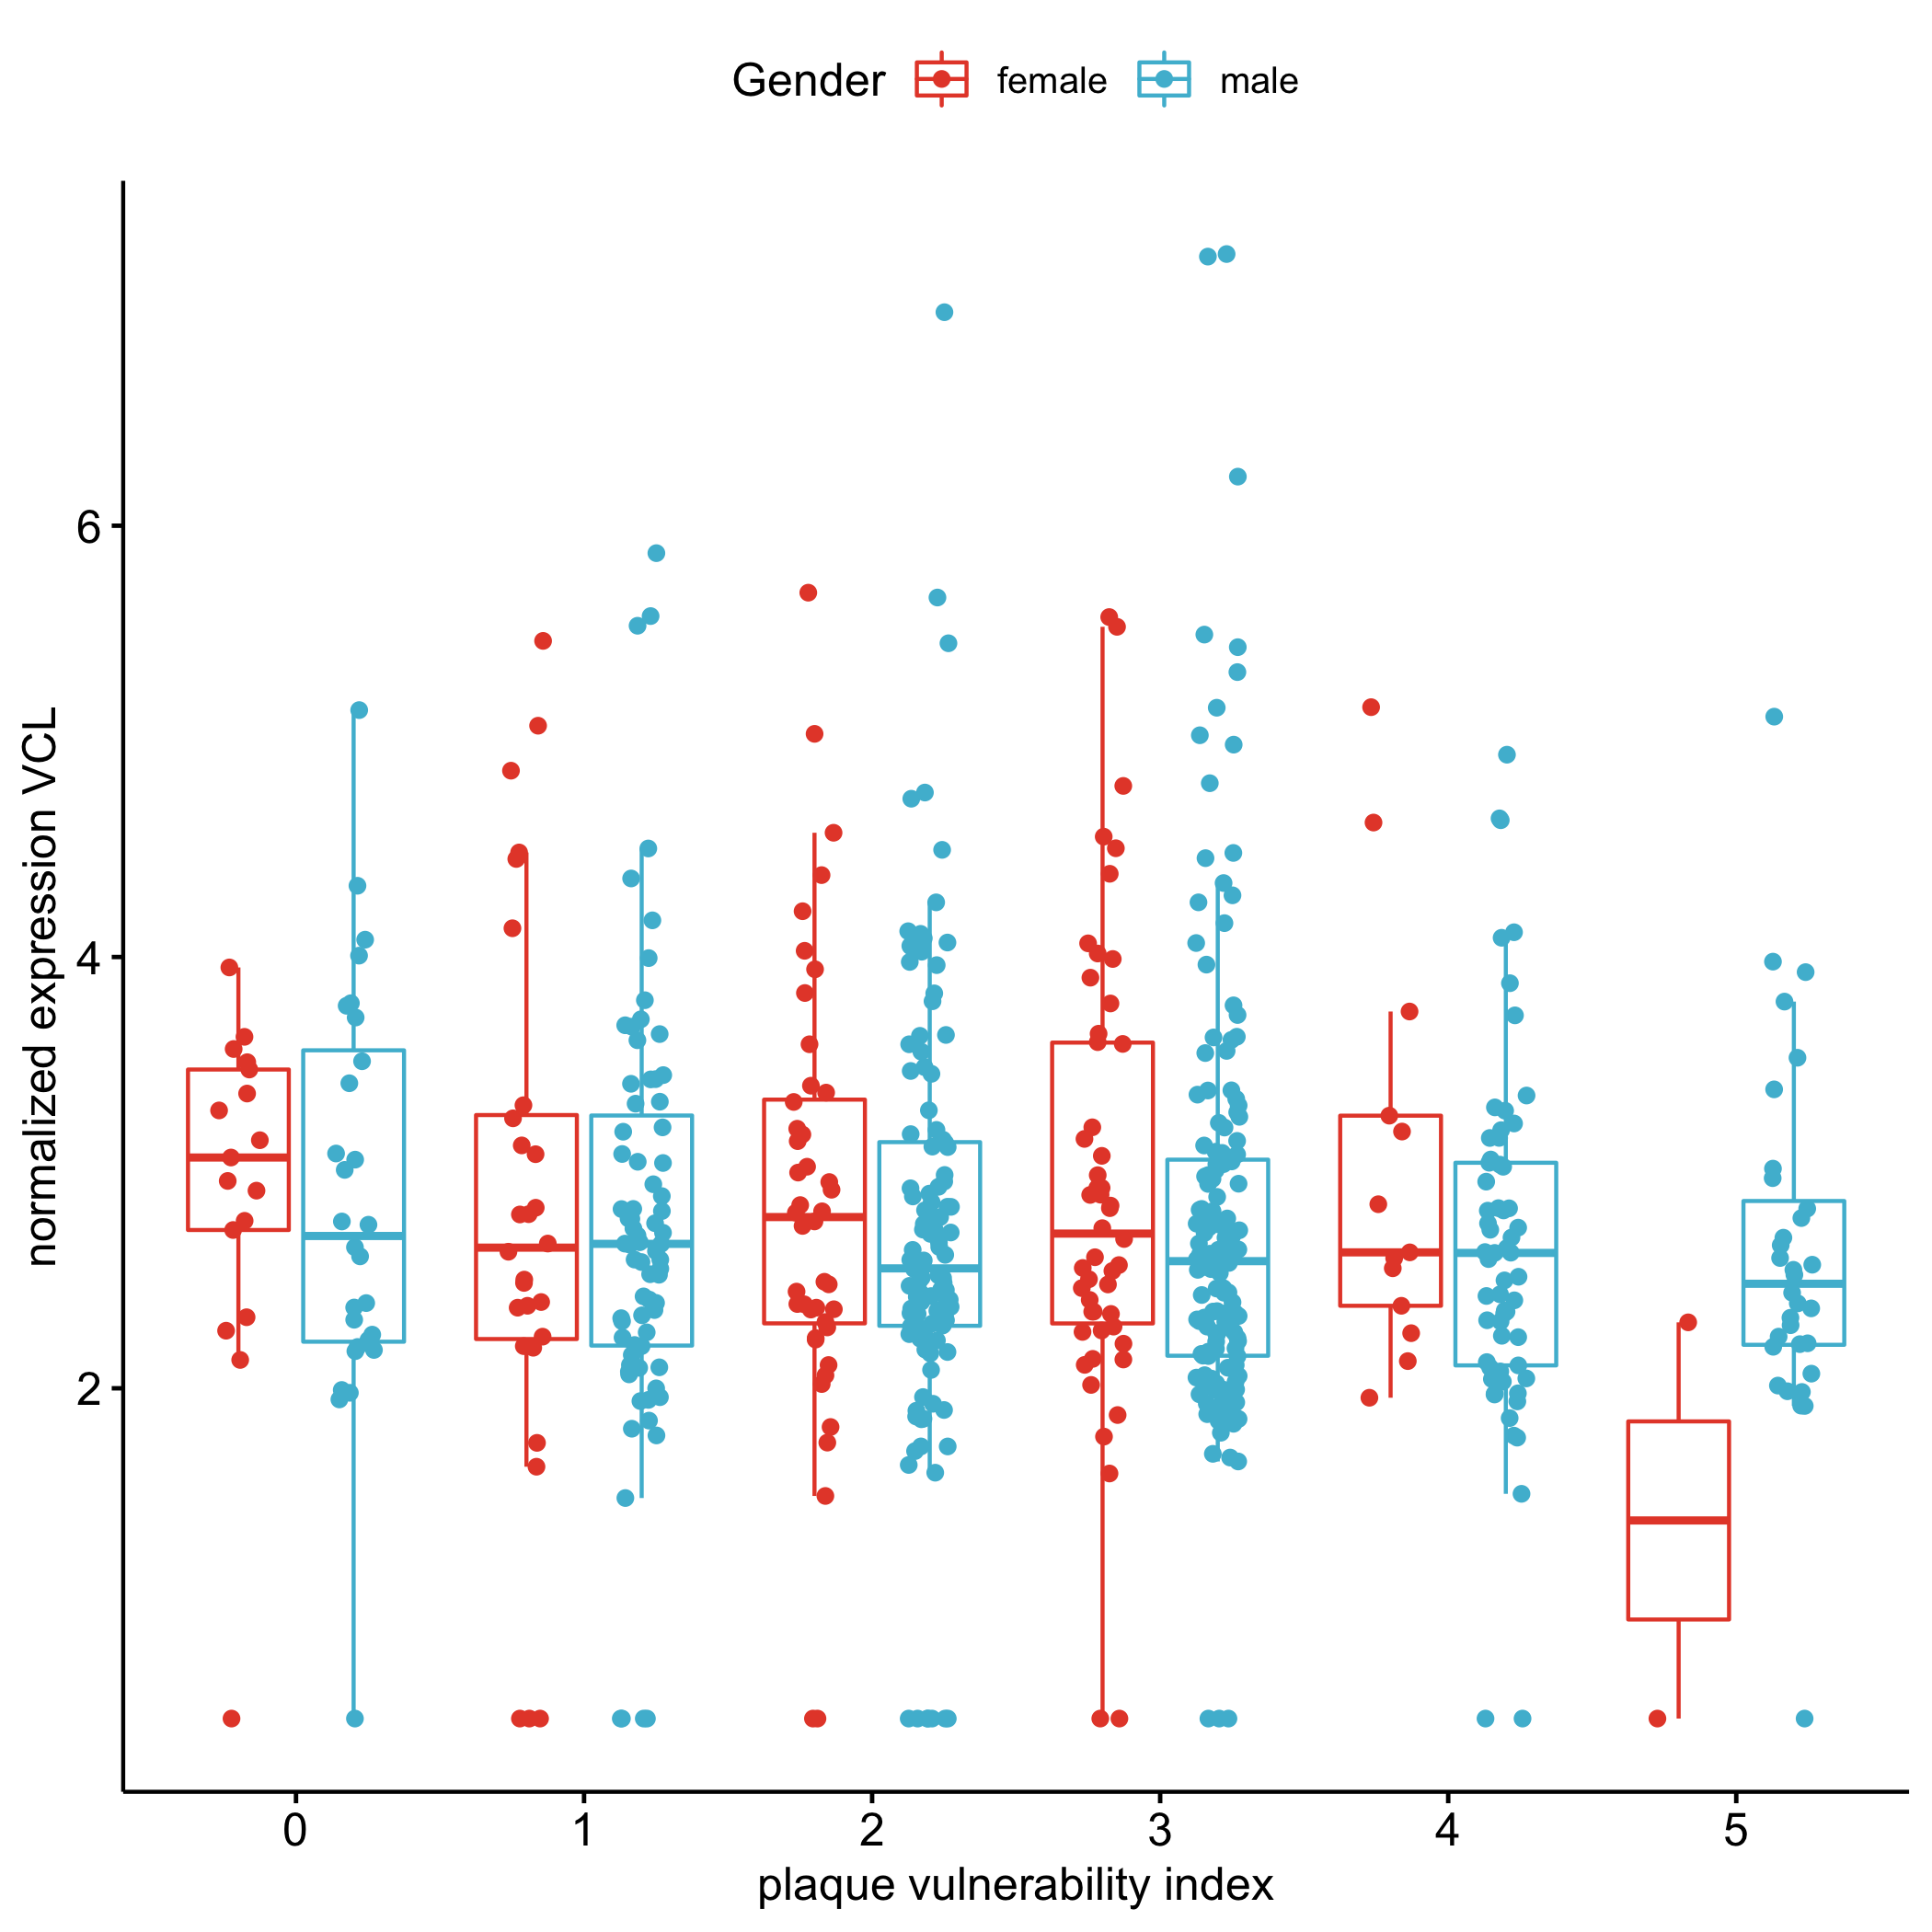 Gender female male
normalized expression VCL
6
4
2
0 1 2 3 4 5
plaque vulnerability index